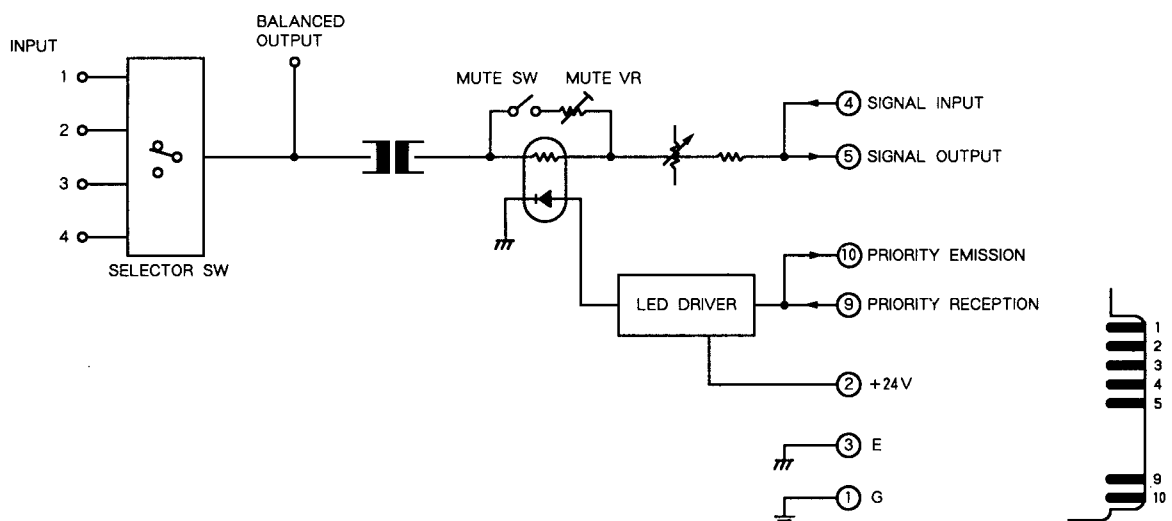 INPUT
1
2
3
4
SELECTOR SW
BALANCED
OUTPUT
MUTE SW
MUTE VR
4 SIGNAL INPUT
5 SIGNAL OUTPUT
10 PRIORITY EMISSION
LED DRIVER
9 PRIORITY RECEPTION
2 +24V
3 E
1 G
1
2
3
4
5
9
10